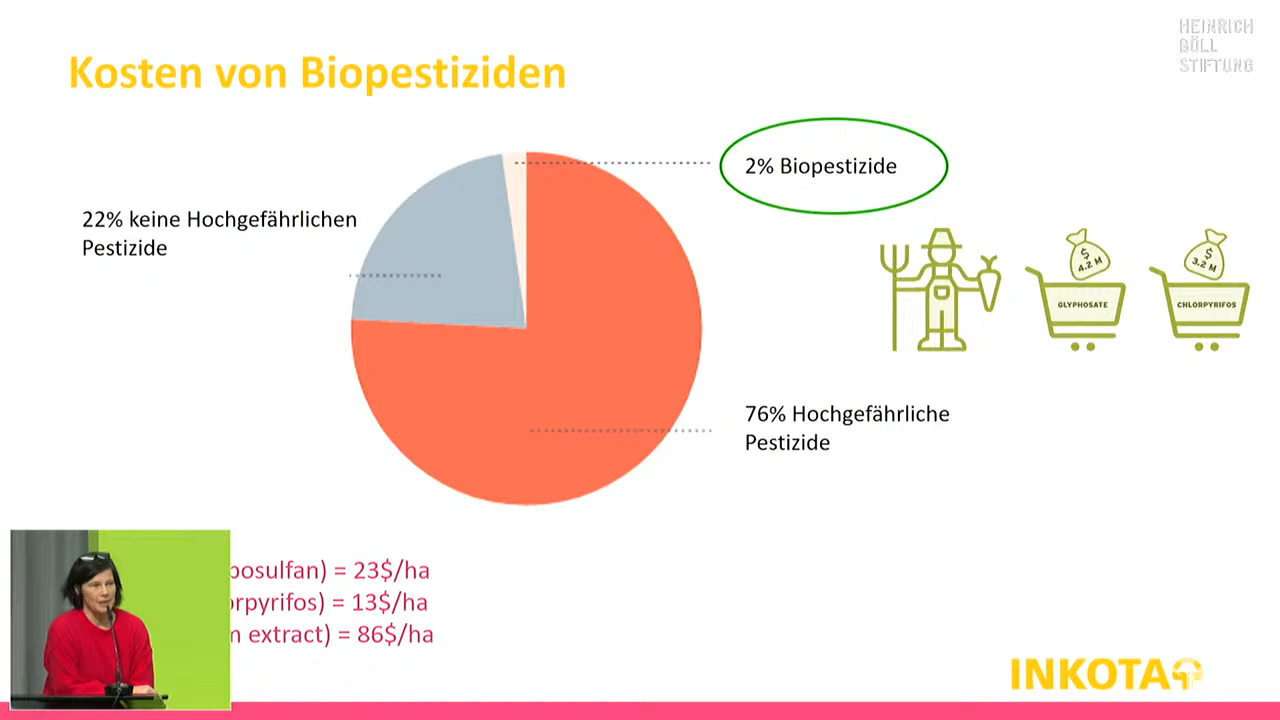 HEINRICH
BÖLL
STIFTUNG
Kosten von Biopestiziden
2% Biopestizide
22% keine Hochgefährlichen
Pestizide
$
4.2 M
$
3.2 M
GLYPHOSATE
CHLORPYRIFOS
76% Hochgefährliche
Pestizide
= 23$/ha
= 13$/ha
extract) = 86$/ha
INKOTA